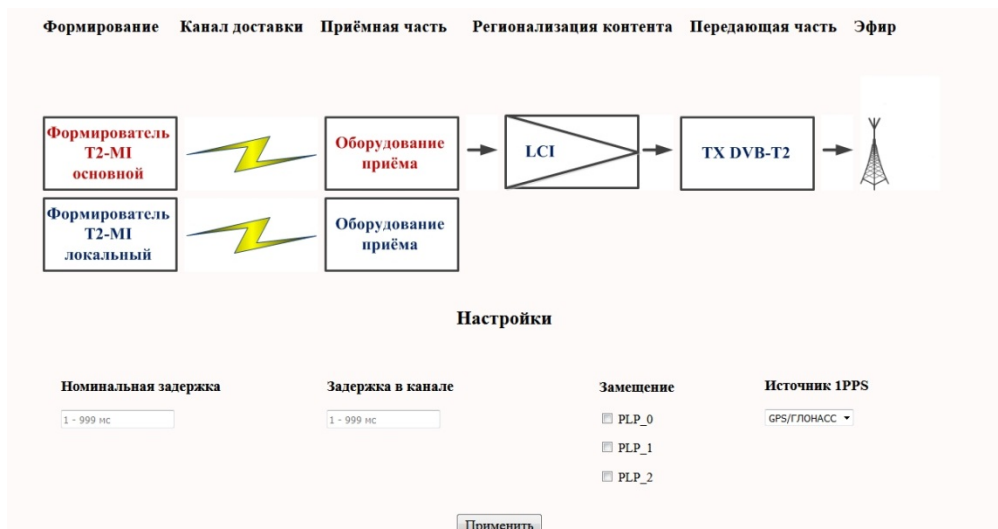 Формирование Канал доставки Приёмная часть Регионализация контента Передающая часть Эфир
Формирователь
T2-MI
основной
Оборудование
приёма
LCI
TX DVB-T2
Формирователь
T2-MI
локальный
Оборудование
приёма
Настройки
Номинальная задержка
1 - 999 мс
Задержка в канале
1 - 999 мс
Замещение
PLP_0
PLP_1
PLP_2
Источник 1PPS
GPS/ГЛОНАСС
Применить